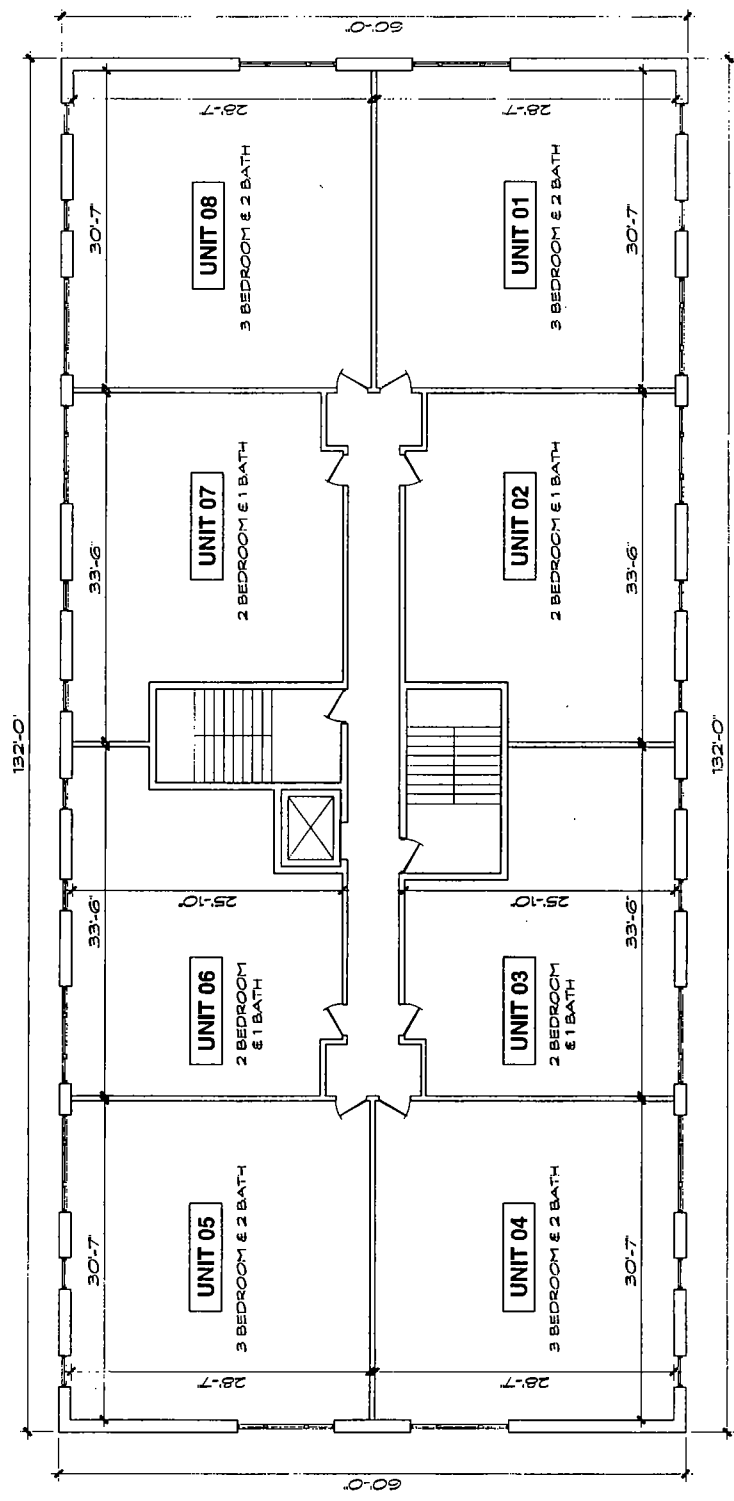 60'-0"
132'-0"
28'-7"
28'-7"
30'-7"
UNIT 08
3 BEDROOM & 2 BATH
UNIT 01
3 BEDROOM & 2 BATH
30'-7"
33'-6"
UNIT 07
2 BEDROOM & 1 BATH
UNIT 02
2 BEDROOM & 1 BATH
33'-6"
132'-0"
25'-10"
25'-10"
33'-6"
UNIT 06
2 BEDROOM
& 1 BATH
UNIT 03
2 BEDROOM
& 1 BATH
33'-6"
30'-7"
UNIT 05
3 BEDROOM & 2 BATH
UNIT 04
3 BEDROOM & 2 BATH
30'-7"
28'-7"
28'-7"
60'-0"